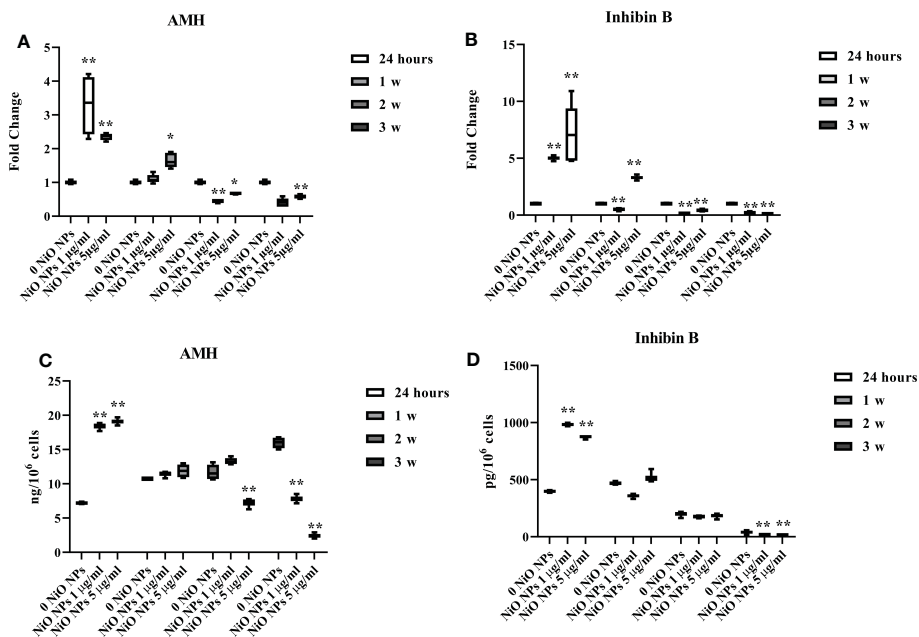 A
AMH
Fold Change
5
4
3
2
1
0
**
**
*
**
*
**
0 NiO NPs
NiO NPs 1 µg/ml
NiO NPs 5µg/ml
0 NiO NPs
NiO NPs 1 µg/ml
NiO NPs 5µg/ml
0 NiO NPs
NiO NPs 1 µg/ml
NiO NPs 5µg/ml
0 NiO NPs
NiO NPs 1 µg/ml
NiO NPs 5µg/ml
24 hours
1 w
2 w
3 w
B
Inhibin B
Fold Change
15
10
5
0
**
**
**
**
**
**
**
**
0 NiO NPs
NiO NPs 1 µg/ml
NiO NPs 5µg/ml
0 NiO NPs
NiO NPs 1 µg/ml
NiO NPs 5µg/ml
0 NiO NPs
NiO NPs 1 µg/ml
NiO NPs 5µg/ml
0 NiO NPs
NiO NPs 1 µg/ml
NiO NPs 5µg/ml
24 hours
1 w
2 w
3 w
C
AMH
ng/10⁶ cells
25
20
15
10
5
0
**
**
**
**
**
0 NiO NPs
NiO NPs 1 µg/ml
NiO NPs 5 µg/ml
0 NiO NPs
NiO NPs 1 µg/ml
NiO NPs 5 µg/ml
0 NiO NPs
NiO NPs 1 µg/ml
NiO NPs 5 µg/ml
0 NiO NPs
NiO NPs 1 µg/ml
NiO NPs 5 µg/ml
24 hours
1 w
2 w
3 w
D
Inhibin B
pg/10⁶ cells
1500
1000
500
0
**
**
**
**
0 NiO NPs
NiO NPs 1 µg/ml
NiO NPs 5 µg/ml
0 NiO NPs
NiO NPs 1 µg/ml
NiO NPs 5 µg/ml
0 NiO NPs
NiO NPs 1 µg/ml
NiO NPs 5 µg/ml
0 NiO NPs
NiO NPs 1 µg/ml
NiO NPs 5 µg/ml
24 hours
1 w
2 w
3 w